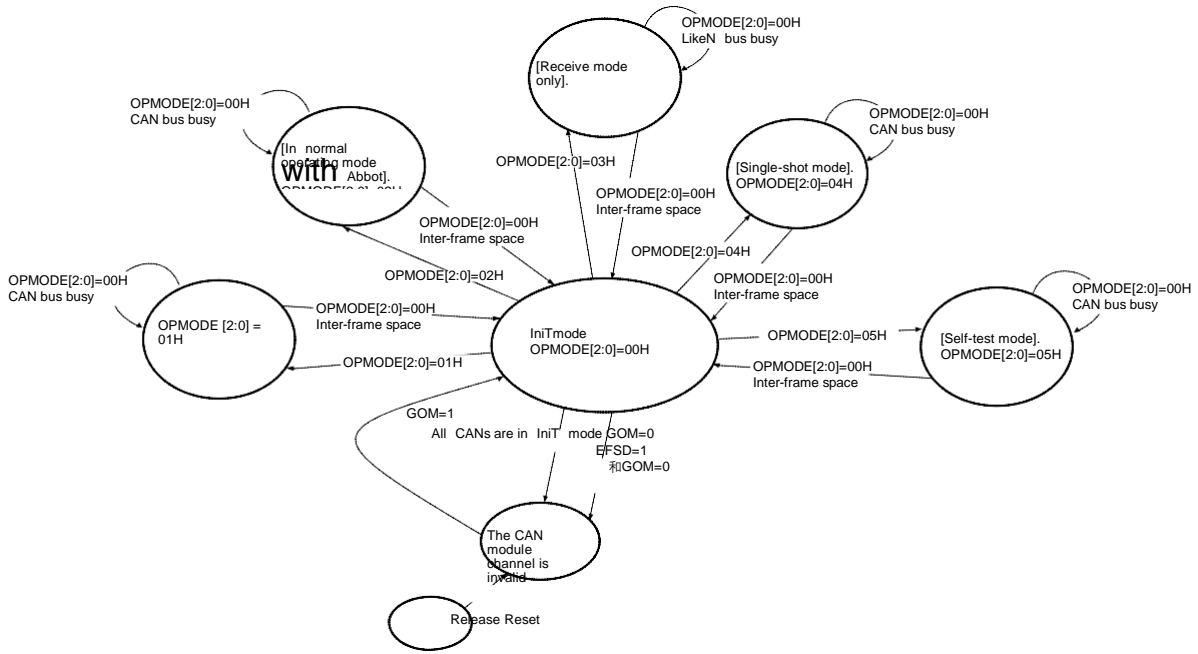 OPMODE[2:0]=00H
LikeN bus busy
[Receive mode
only].
OPMODE[2:0]=00H
CAN bus busy
[In normal
operating mode
with Abbot].
OPMODE[2:0]=00H
CAN bus busy
[Single-shot mode].
OPMODE[2:0]=04H
OPMODE[2:0]=03H
OPMODE[2:0]=00H
Inter-frame space
OPMODE[2:0]=00H
Inter-frame space
OPMODE[2:0]=04H
OPMODE[2:0]=02H
OPMODE[2:0]=00H
Inter-frame space
OPMODE[2:0]=00H
CAN bus busy
OPMODE[2:0]=00H
CAN bus busy
OPMODE [2:0] =
01H
OPMODE[2:0]=00H
Inter-frame space
OPMODE[2:0]=01H
IniTmode
OPMODE[2:0]=00H
OPMODE[2:0]=05H
OPMODE[2:0]=00H
Inter-frame space
[Self-test mode].
OPMODE[2:0]=05H
GOM=1
All CANs are in IniT mode GOM=0
EFSD=1
和GOM=0
The CAN
module
channel is
invalid
Release Reset